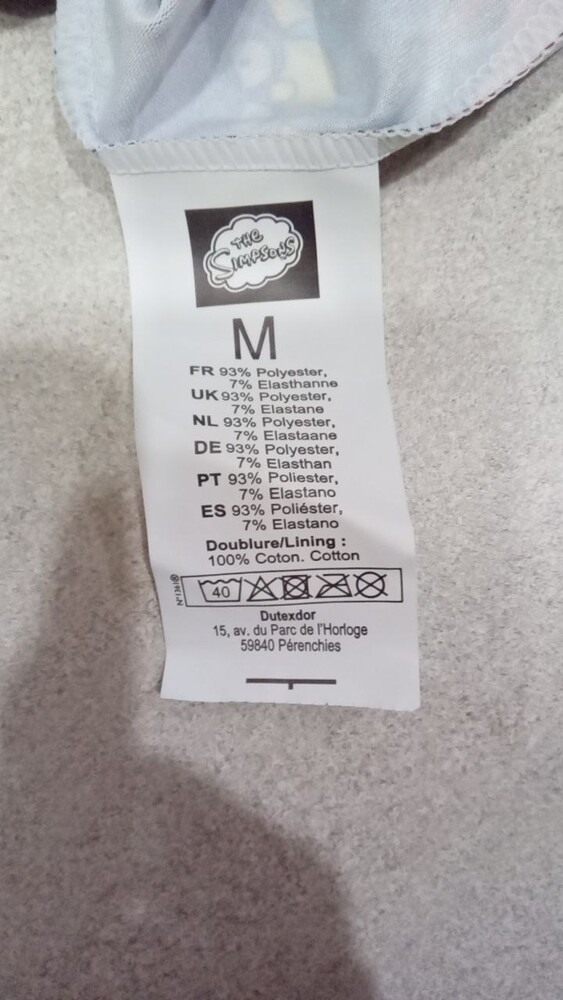 THE
SIMPSONS
M
FR 93% Polyester,
7% Elasthanne
UK 93% Polyester,
7% Elastane
NL 93% Polyester,
7% Elastaane
DE 93% Polyester,
7% Elasthan
PT 93% Poliester,
7% Elastano
ES 93% Poliéster,
7% Elastano
Doublure/Lining :
100% Coton. Cotton
40
Dutexdor
15, av. du Parc de l'Horloge
59840 Pérenchies